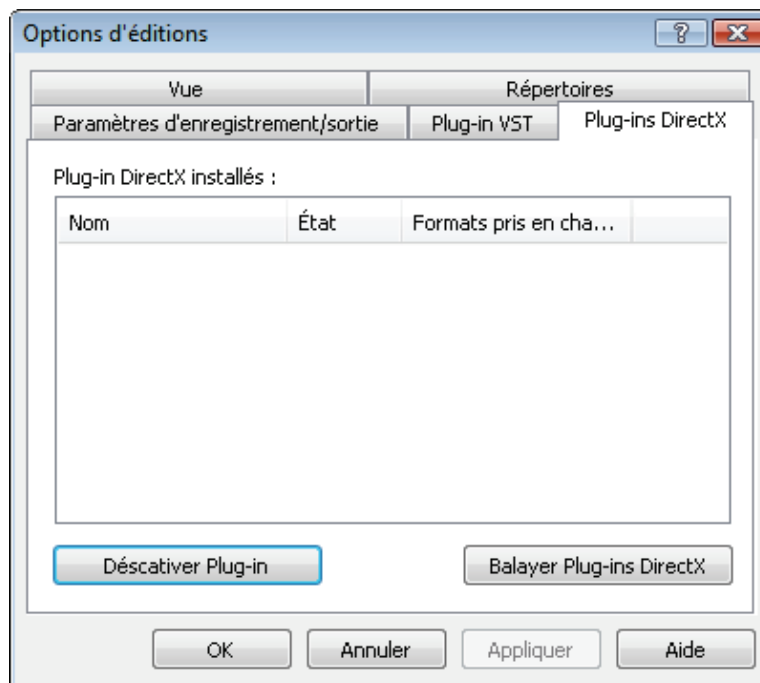 Options d'éditions
Vue Répertoires
Paramètres d'enregistrement/sortie Plug-in VST Plug-ins DirectX
Plug-in DirectX installés :
Nom État Formats pris en cha...
Déscativer Plug-in Balayer Plug-ins DirectX
OK Annuler Appliquer Aide